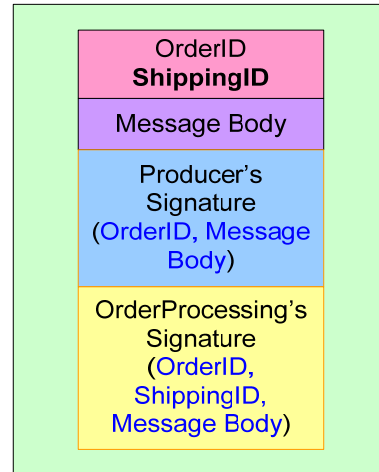 OrderID
ShippingID
Message Body
Producer's
Signature
(OrderID, Message
Body)
OrderProcessing's
Signature
(OrderID,
ShippingID,
Message Body)